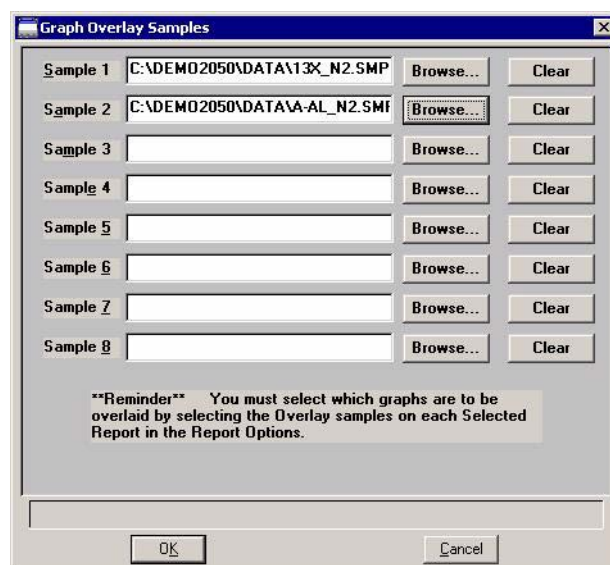 Graph Overlay Samples
Sample 1 C:\DEMO2050\DATA\13X_N2.SMP Browse... Clear
Sample 2 C:\DEMO2050\DATA\A-AL_N2.SMF Browse... Clear
Sample 3 Browse... Clear
Sample 4 Browse... Clear
Sample 5 Browse... Clear
Sample 6 Browse... Clear
Sample 7 Browse... Clear
Sample 8 Browse... Clear
**Reminder** You must select which graphs are to be
overlaid by selecting the Overlay samples on each Selected
Report in the Report Options.
OK Cancel